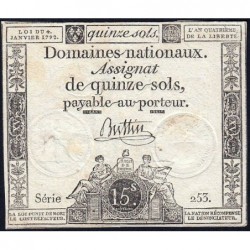 LOI DU 4
JANVIER 1792.
quinze sols.
L'AN QUATRIÈME
DE LA LIBERTÉ.
Domaines-nationaux.
Assignat
de quinze-sols,
payable-au-porteur.
Buttin
15 s
Série
253.
LA LOI PUNIT DE MORT
LE CONTREFACTEUR.
LA NATION RÉCOMPENSE
LE DÉNONCIATEUR.